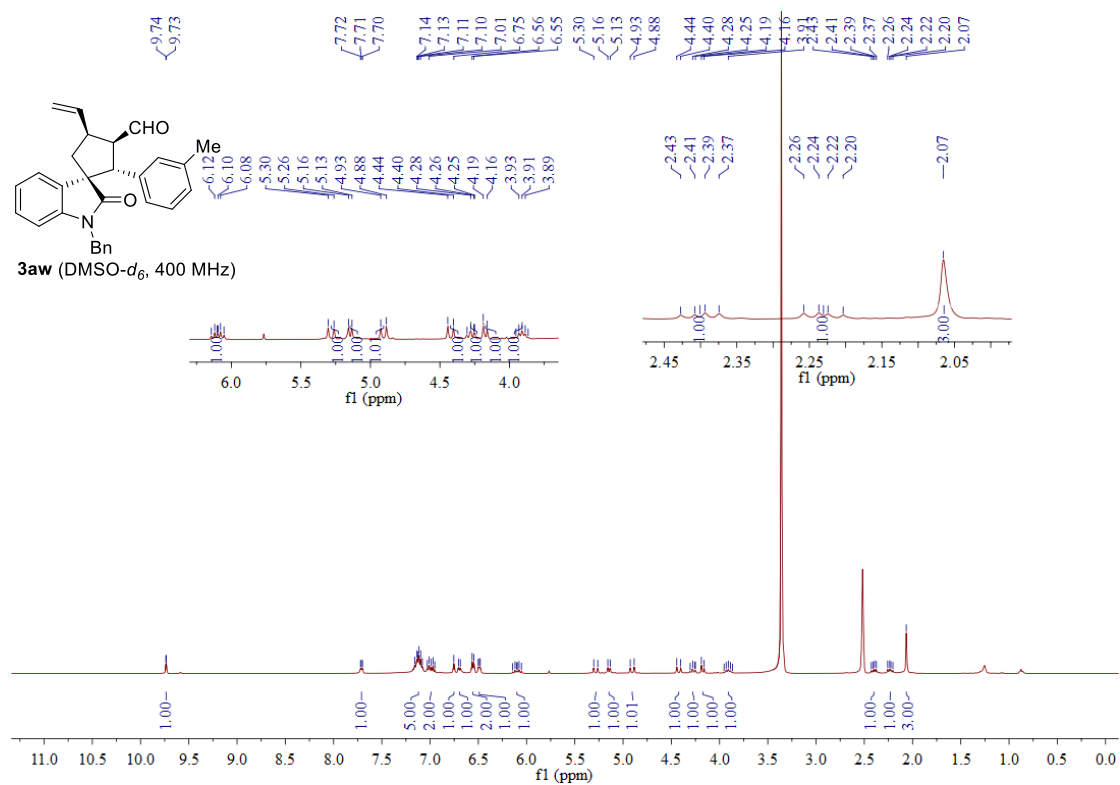 9.74 9.73 7.72 7.71 7.70 7.14 7.13 7.11 7.10 7.01 6.75 6.56 6.55 5.30 5.16 5.13 4.93 4.88 4.44 4.40 4.28 4.25 4.19 4.16 3.91 2.43 2.41 2.39 2.37 2.26 2.24 2.22 2.20 2.07
CHO
Me
O
N
Bn
3aw (DMSO-d6, 400 MHz)
6.12 6.10 6.08 5.30 5.26 5.16 5.13 4.93 4.88 4.44 4.40 4.28 4.26 4.25 4.19 4.16 3.93 3.91 3.89
2.43 2.41 2.39 2.37 2.26 2.24 2.22 2.20 2.07
1.00 1.00 1.00 1.01 1.00 1.00 1.00 1.00
6.0 5.5 5.0 4.5 4.0
f1 (ppm)
1.00 1.00 3.00
2.45 2.35 2.25 2.15 2.05
f1 (ppm)
1.00 1.00 5.00 2.00 1.00 1.00 2.00 1.00 1.00 1.00 1.00 1.01 1.00 1.00 1.00 1.00 1.00 1.00 3.00
11.0 10.5 10.0 9.5 9.0 8.5 8.0 7.5 7.0 6.5 6.0 5.5 5.0 4.5 4.0 3.5 3.0 2.5 2.0 1.5 1.0 0.5 0.0
f1 (ppm)